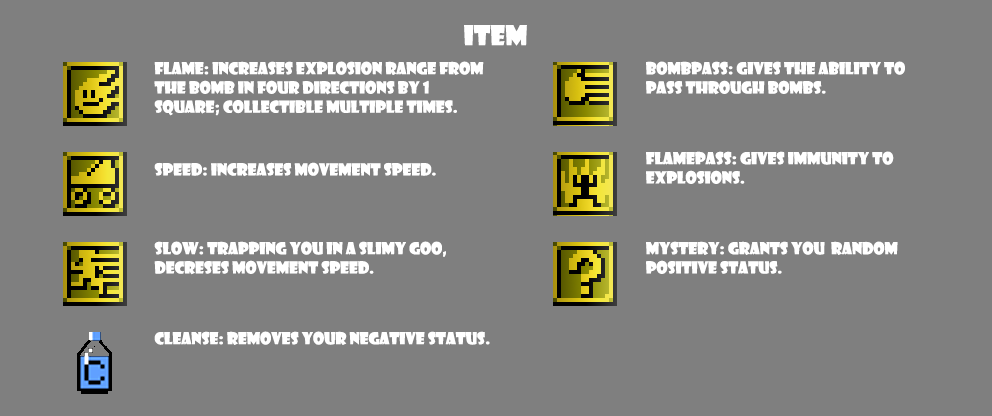 ITEM
FLAME: INCREASES EXPLOSION RANGE FROM
THE BOMB IN FOUR DIRECTIONS BY 1
SQUARE; COLLECTIBLE MULTIPLE TIMES.
SPEED: INCREASES MOVEMENT SPEED.
SLOW: TRAPPING YOU IN A SLIMY GOO,
DECRESES MOVEMENT SPEED.
C
CLEANSE: REMOVES YOUR NEGATIVE STATUS.
BOMBPASS: GIVES THE ABILITY TO
PASS THROUGH BOMBS.
FLAMEPASS: GIVES IMMUNITY TO
EXPLOSIONS.
?
MYSTERY: GRANTS YOU RANDOM
POSITIVE STATUS.